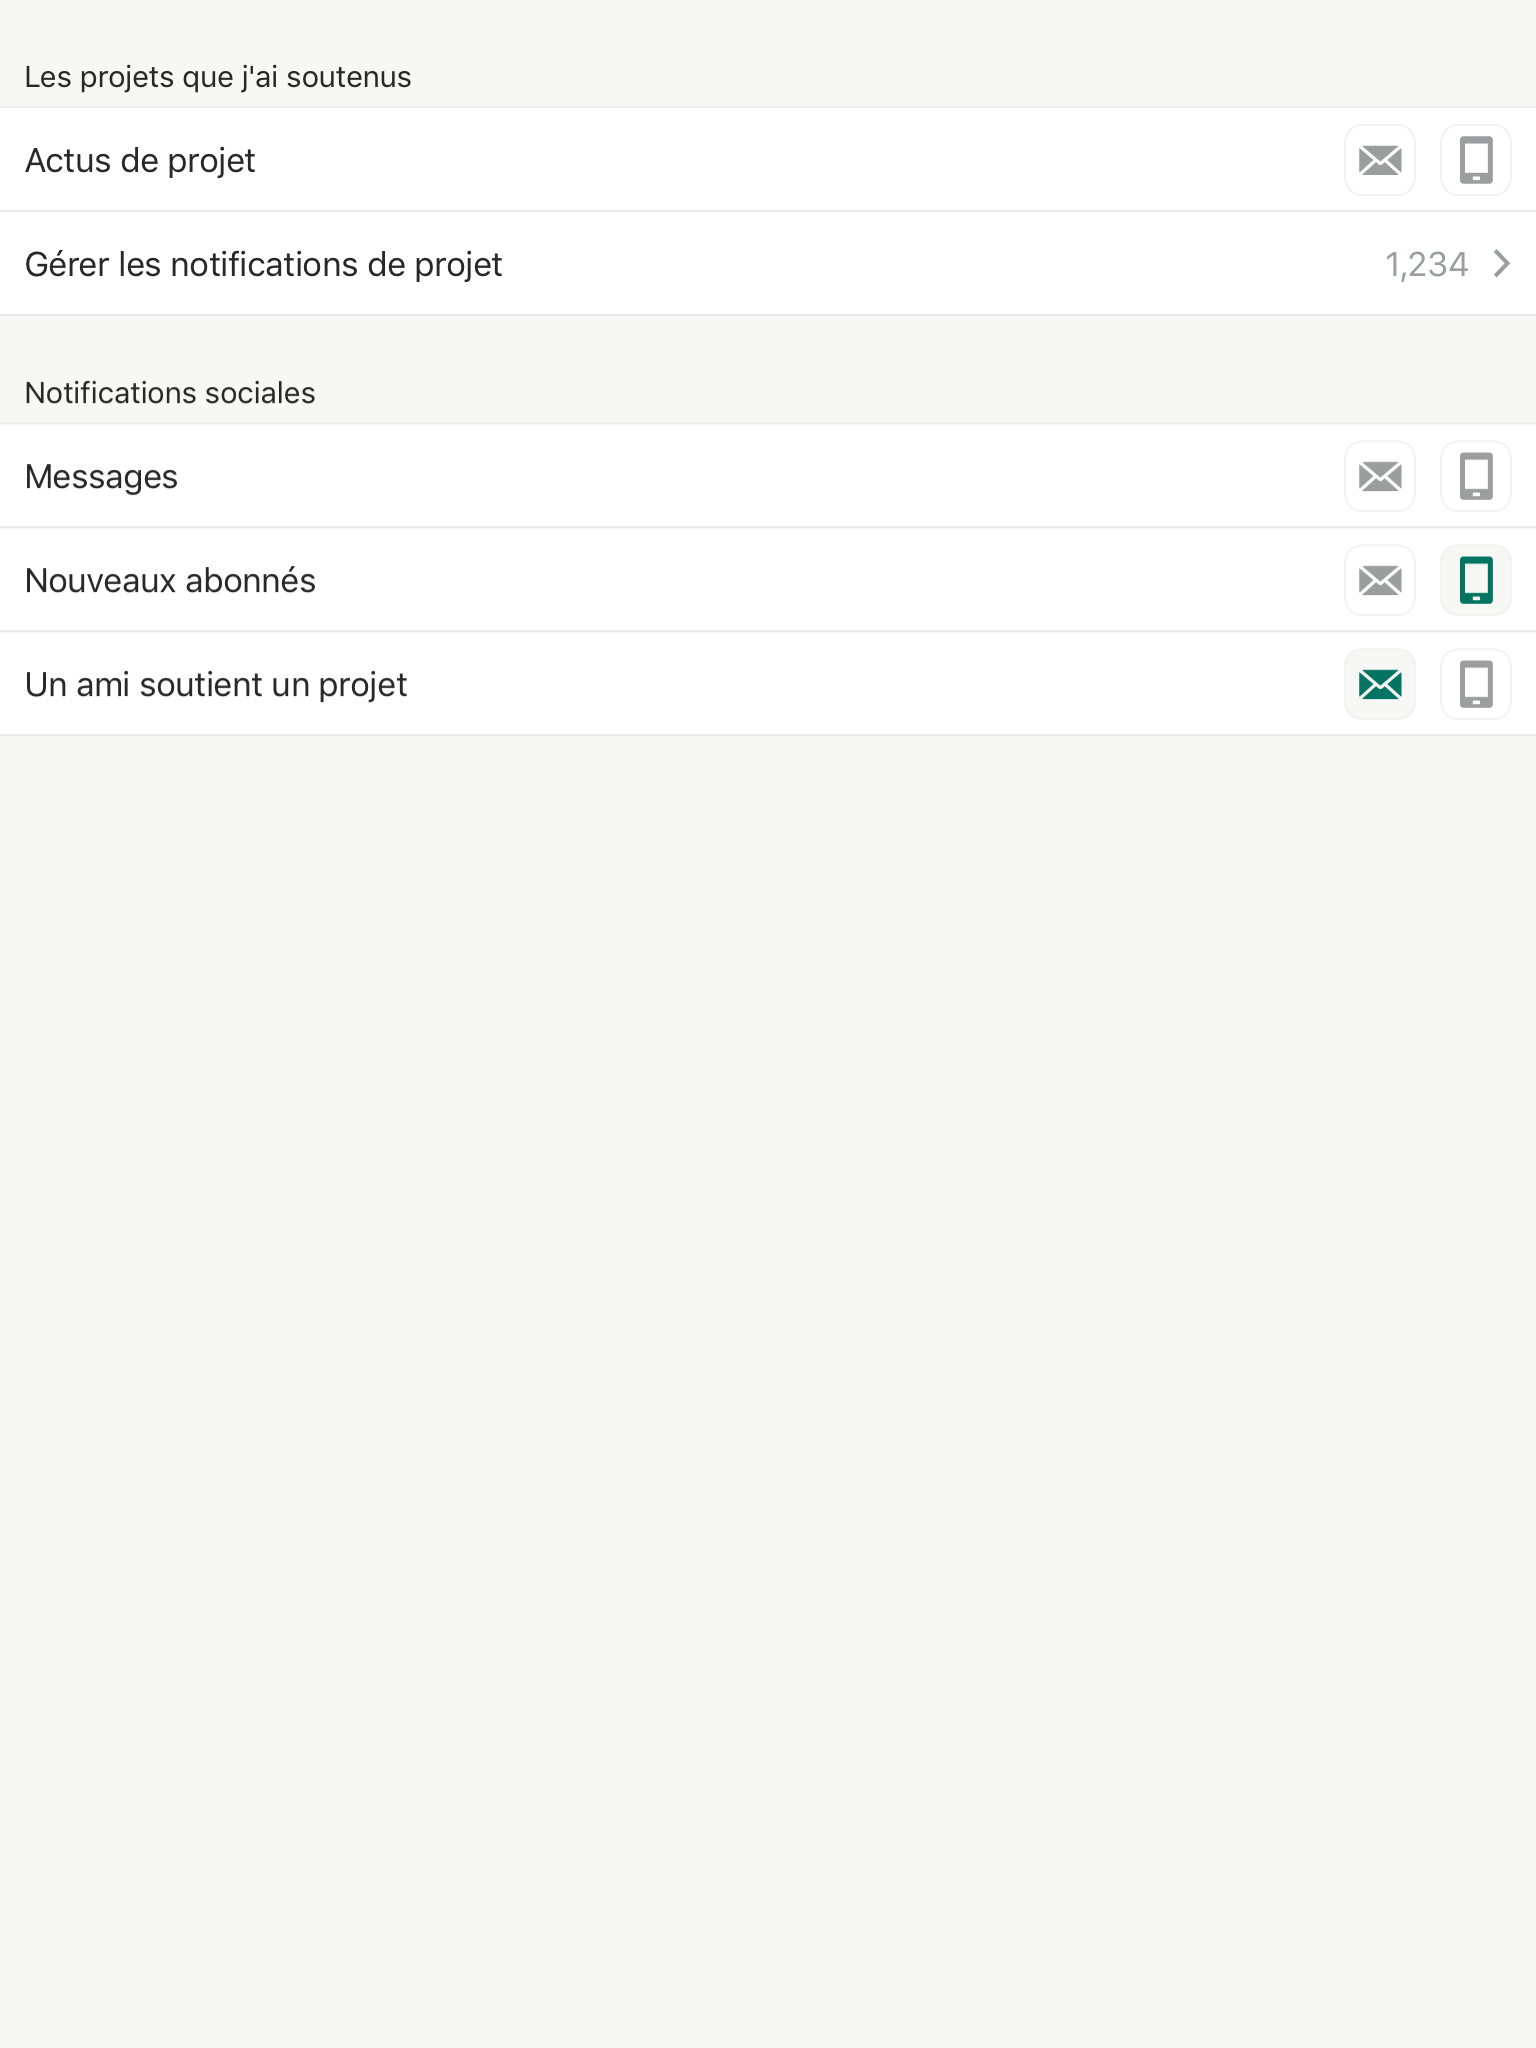 Les projets que j'ai soutenus
Actus de projet
Gérer les notifications de projet 1,234
Notifications sociales
Messages
Nouveaux abonnés
Un ami soutient un projet